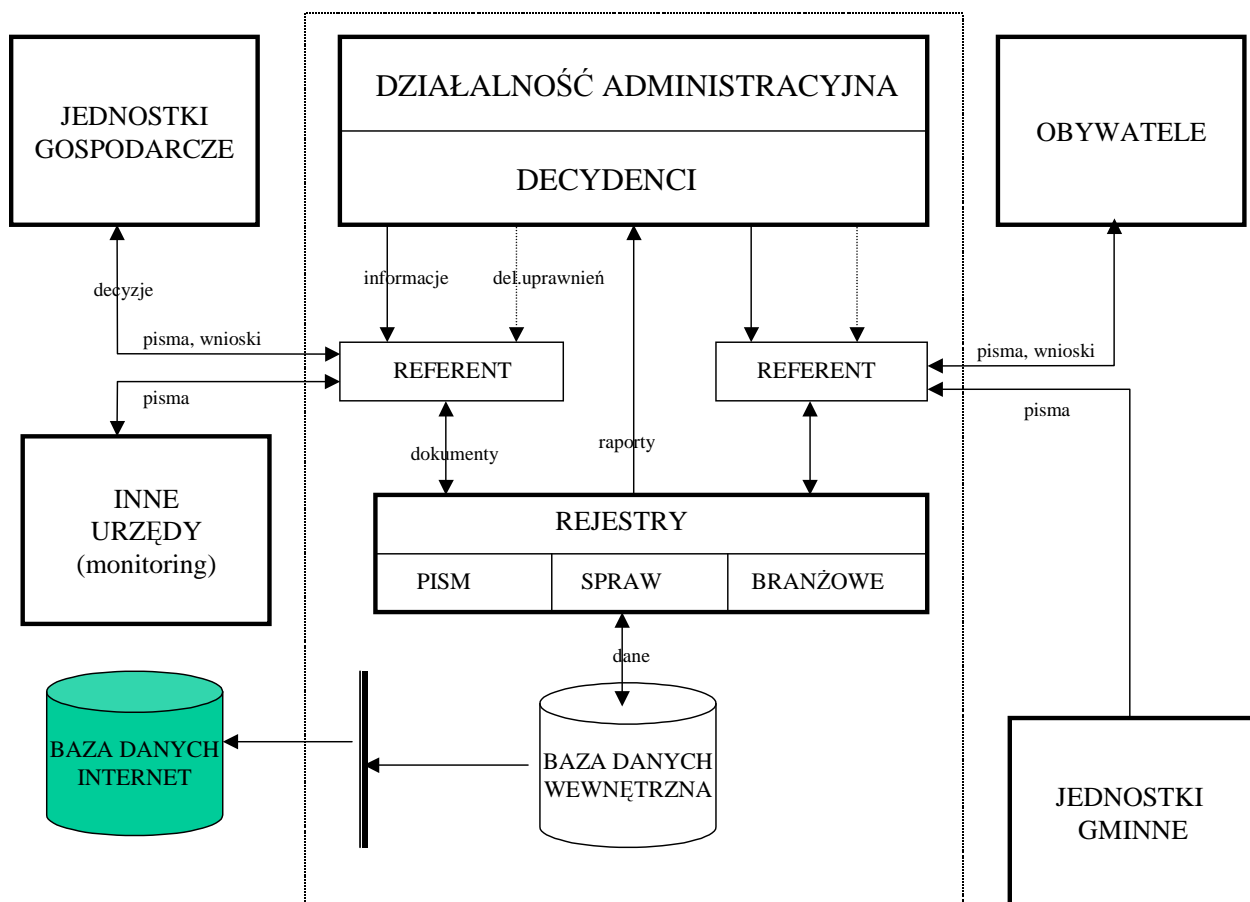 DZIAŁALNOŚĆ ADMINISTRACYJNA
JEDNOSTKI
GOSPODARCZE
OBYWATELE
DECYDENCI
informacje
del.uprawnień
decyzje
pisma, wnioski
REFERENT
REFERENT
pisma, wnioski
pisma
pisma
dokumenty
raporty
INNE
URZĘDY
(monitoring)
REJESTRY
PISM
SPRAW
BRANŻOWE
dane
BAZA DANYCH
INTERNET
BAZA DANYCH
WEWNĘTRZNA
JEDNOSTKI
GMINNE